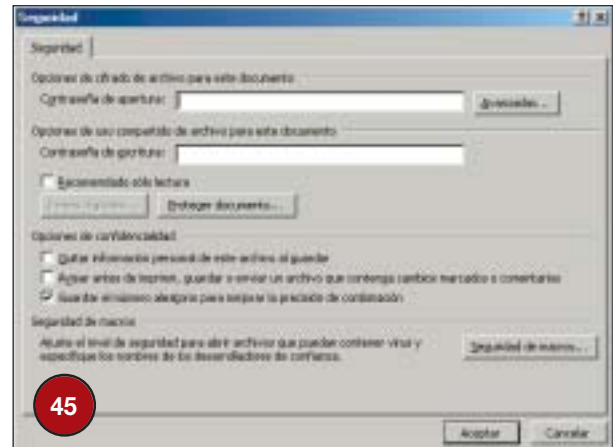 Seguridad
Seguridad
Opciones de cifrado de archivo para este documento
Contraseña de apertura:
Avanzadas...
Opciones de uso compartido de archivo para este documento
Contraseña de escritura:
Recomendado sólo lectura
Proteger documento...
Opciones de confidencialidad
Quitar información personal de este archivo al guardar
Avisar antes de imprimir, guardar o enviar un archivo que contenga cambios marcados o comentarios
Guardar el número aleatorio para mejorar la precisión de combinación
Seguridad de macros
Ajuste el nivel de seguridad para abrir archivos que puedan contener virus y
especifique los nombres de los desarrolladores de confianza.
Seguridad de macros...
45
Aceptar
Cancelar